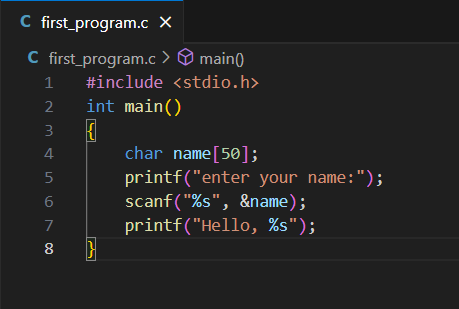 C first_program.c ×
C first_program.c > main()
1 #include <stdio.h>
2 int main()
3 {
4     char name[50];
5     printf("enter your name:");
6     scanf("%s", &name);
7     printf("Hello, %s");
8 }